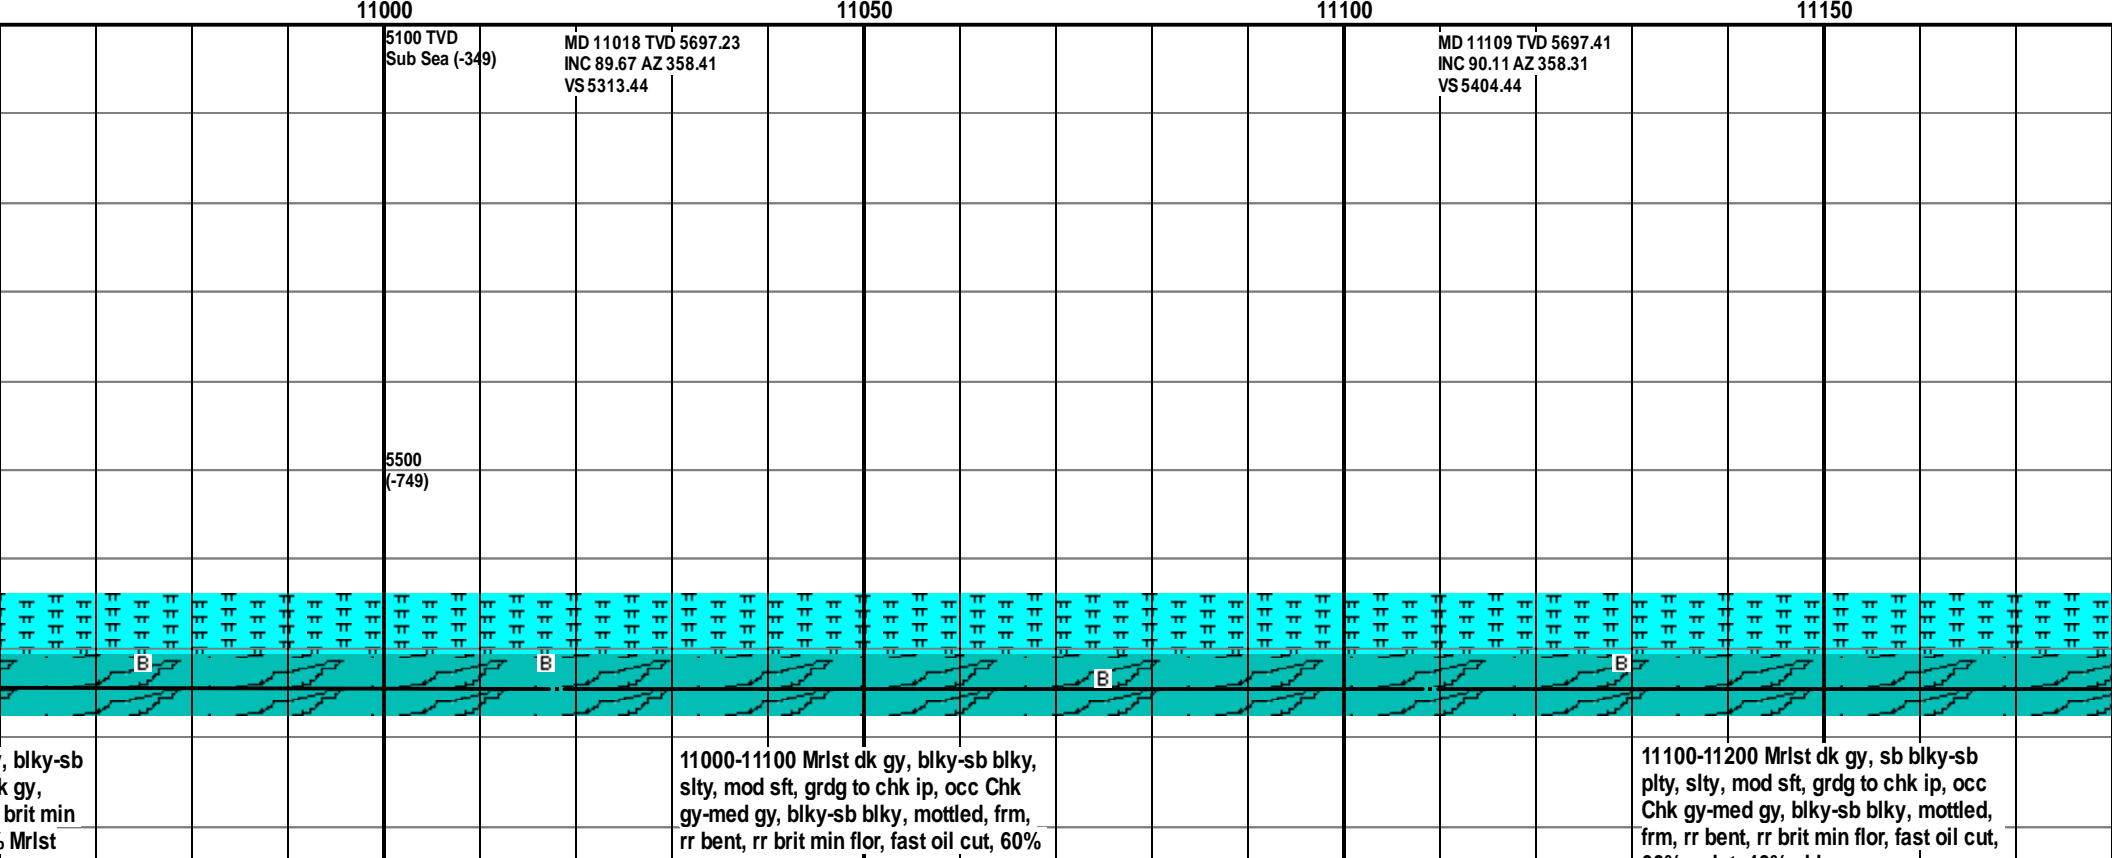 11000
11050
11100
11150
5100 TVD
Sub Sea (-349)
MD 11018 TVD 5697.23
INC 89.67 AZ 358.41
VS 5313.44
MD 11109 TVD 5697.41
INC 90.11 AZ 358.31
VS 5404.44
5500
(-749)
B
B
B
B
, blky-sb
k gy,
brit min
% Mrlst
11000-11100 Mrlst dk gy, blky-sb blky,
slty, mod sft, grdg to chk ip, occ Chk
gy-med gy, blky-sb blky, mottled, frm,
rr bent, rr brit min flor, fast oil cut, 60%
11100-11200 Mrlst dk gy, sb blky-sb
plty, slty, mod sft, grdg to chk ip, occ
Chk gy-med gy, blky-sb blky, mottled,
frm, rr bent, rr brit min flor, fast oil cut,